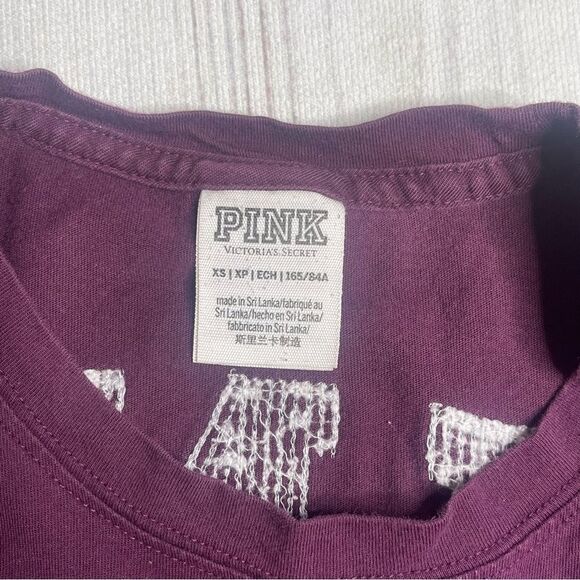 PINK
VICTORIA'S SECRET
XS | XP | ECH | 165/84A
made in Sri Lanka/fabriqué au
Sri Lanka/hecho en Sri Lanka/
fabbricato in Sri Lanka/
斯里兰卡制造